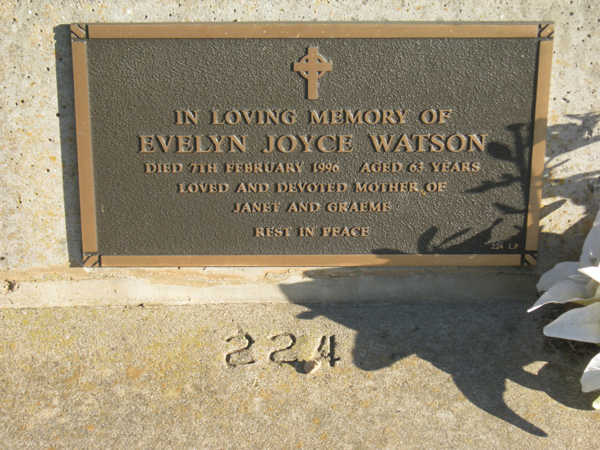 IN LOVING MEMORY OF
EVELYN JOYCE WATSON
DIED 7TH FEBRUARY 1996 AGED 63 YEARS
LOVED AND DEVOTED MOTHER OF
JANET AND GRAEME
REST IN PEACE
224 L.P
224